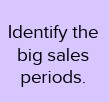 Identify the
big sales
periods.